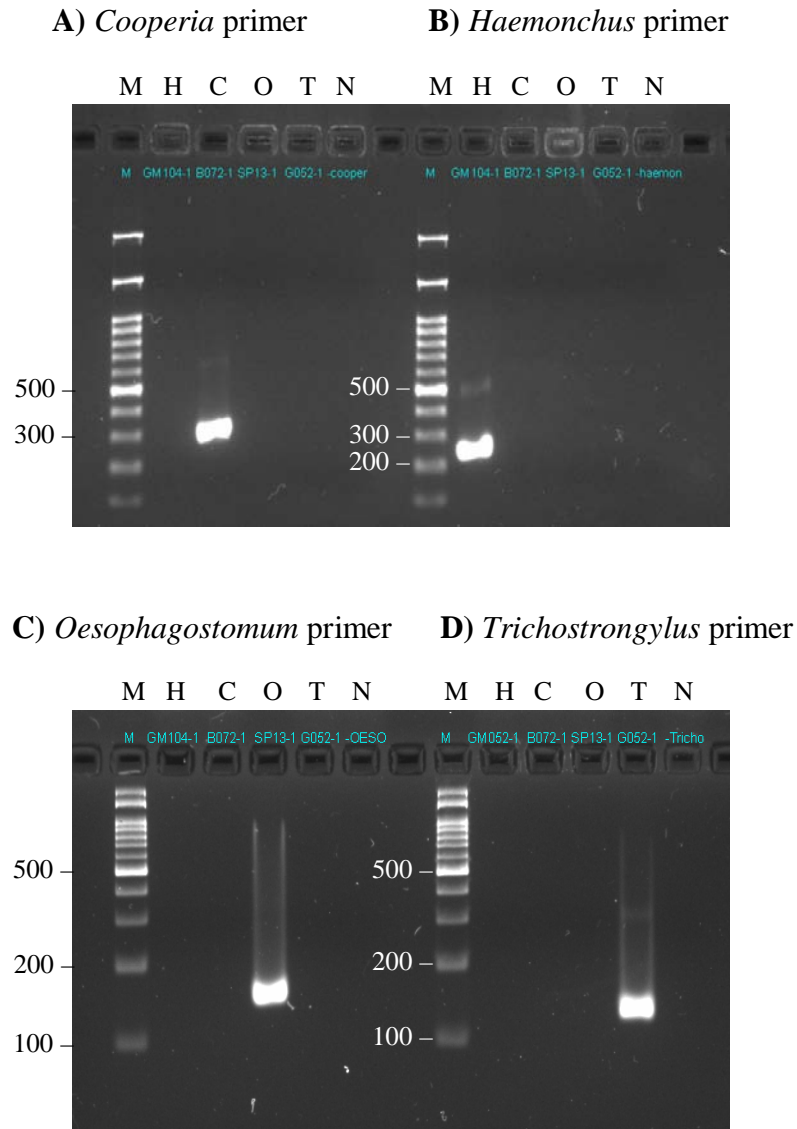 A) Cooperia primer
B) Haemonchus primer
M H C O T N
M H C O T N
M GM104-1 B072-1 SP13-1 G052-1 -cooper
M GM104-1 B072-1 SP13-1 G052-1 -haemon
500
300
500
300
200
C) Oesophagostomum primer
D) Trichostrongylus primer
M H C O T N
M H C O T N
M GM104-1 B072-1 SP13-1 G052-1 -OESO
M GM052-1 B072-1 SP13-1 G052-1 -Tricho
500
200
100
500
200
100